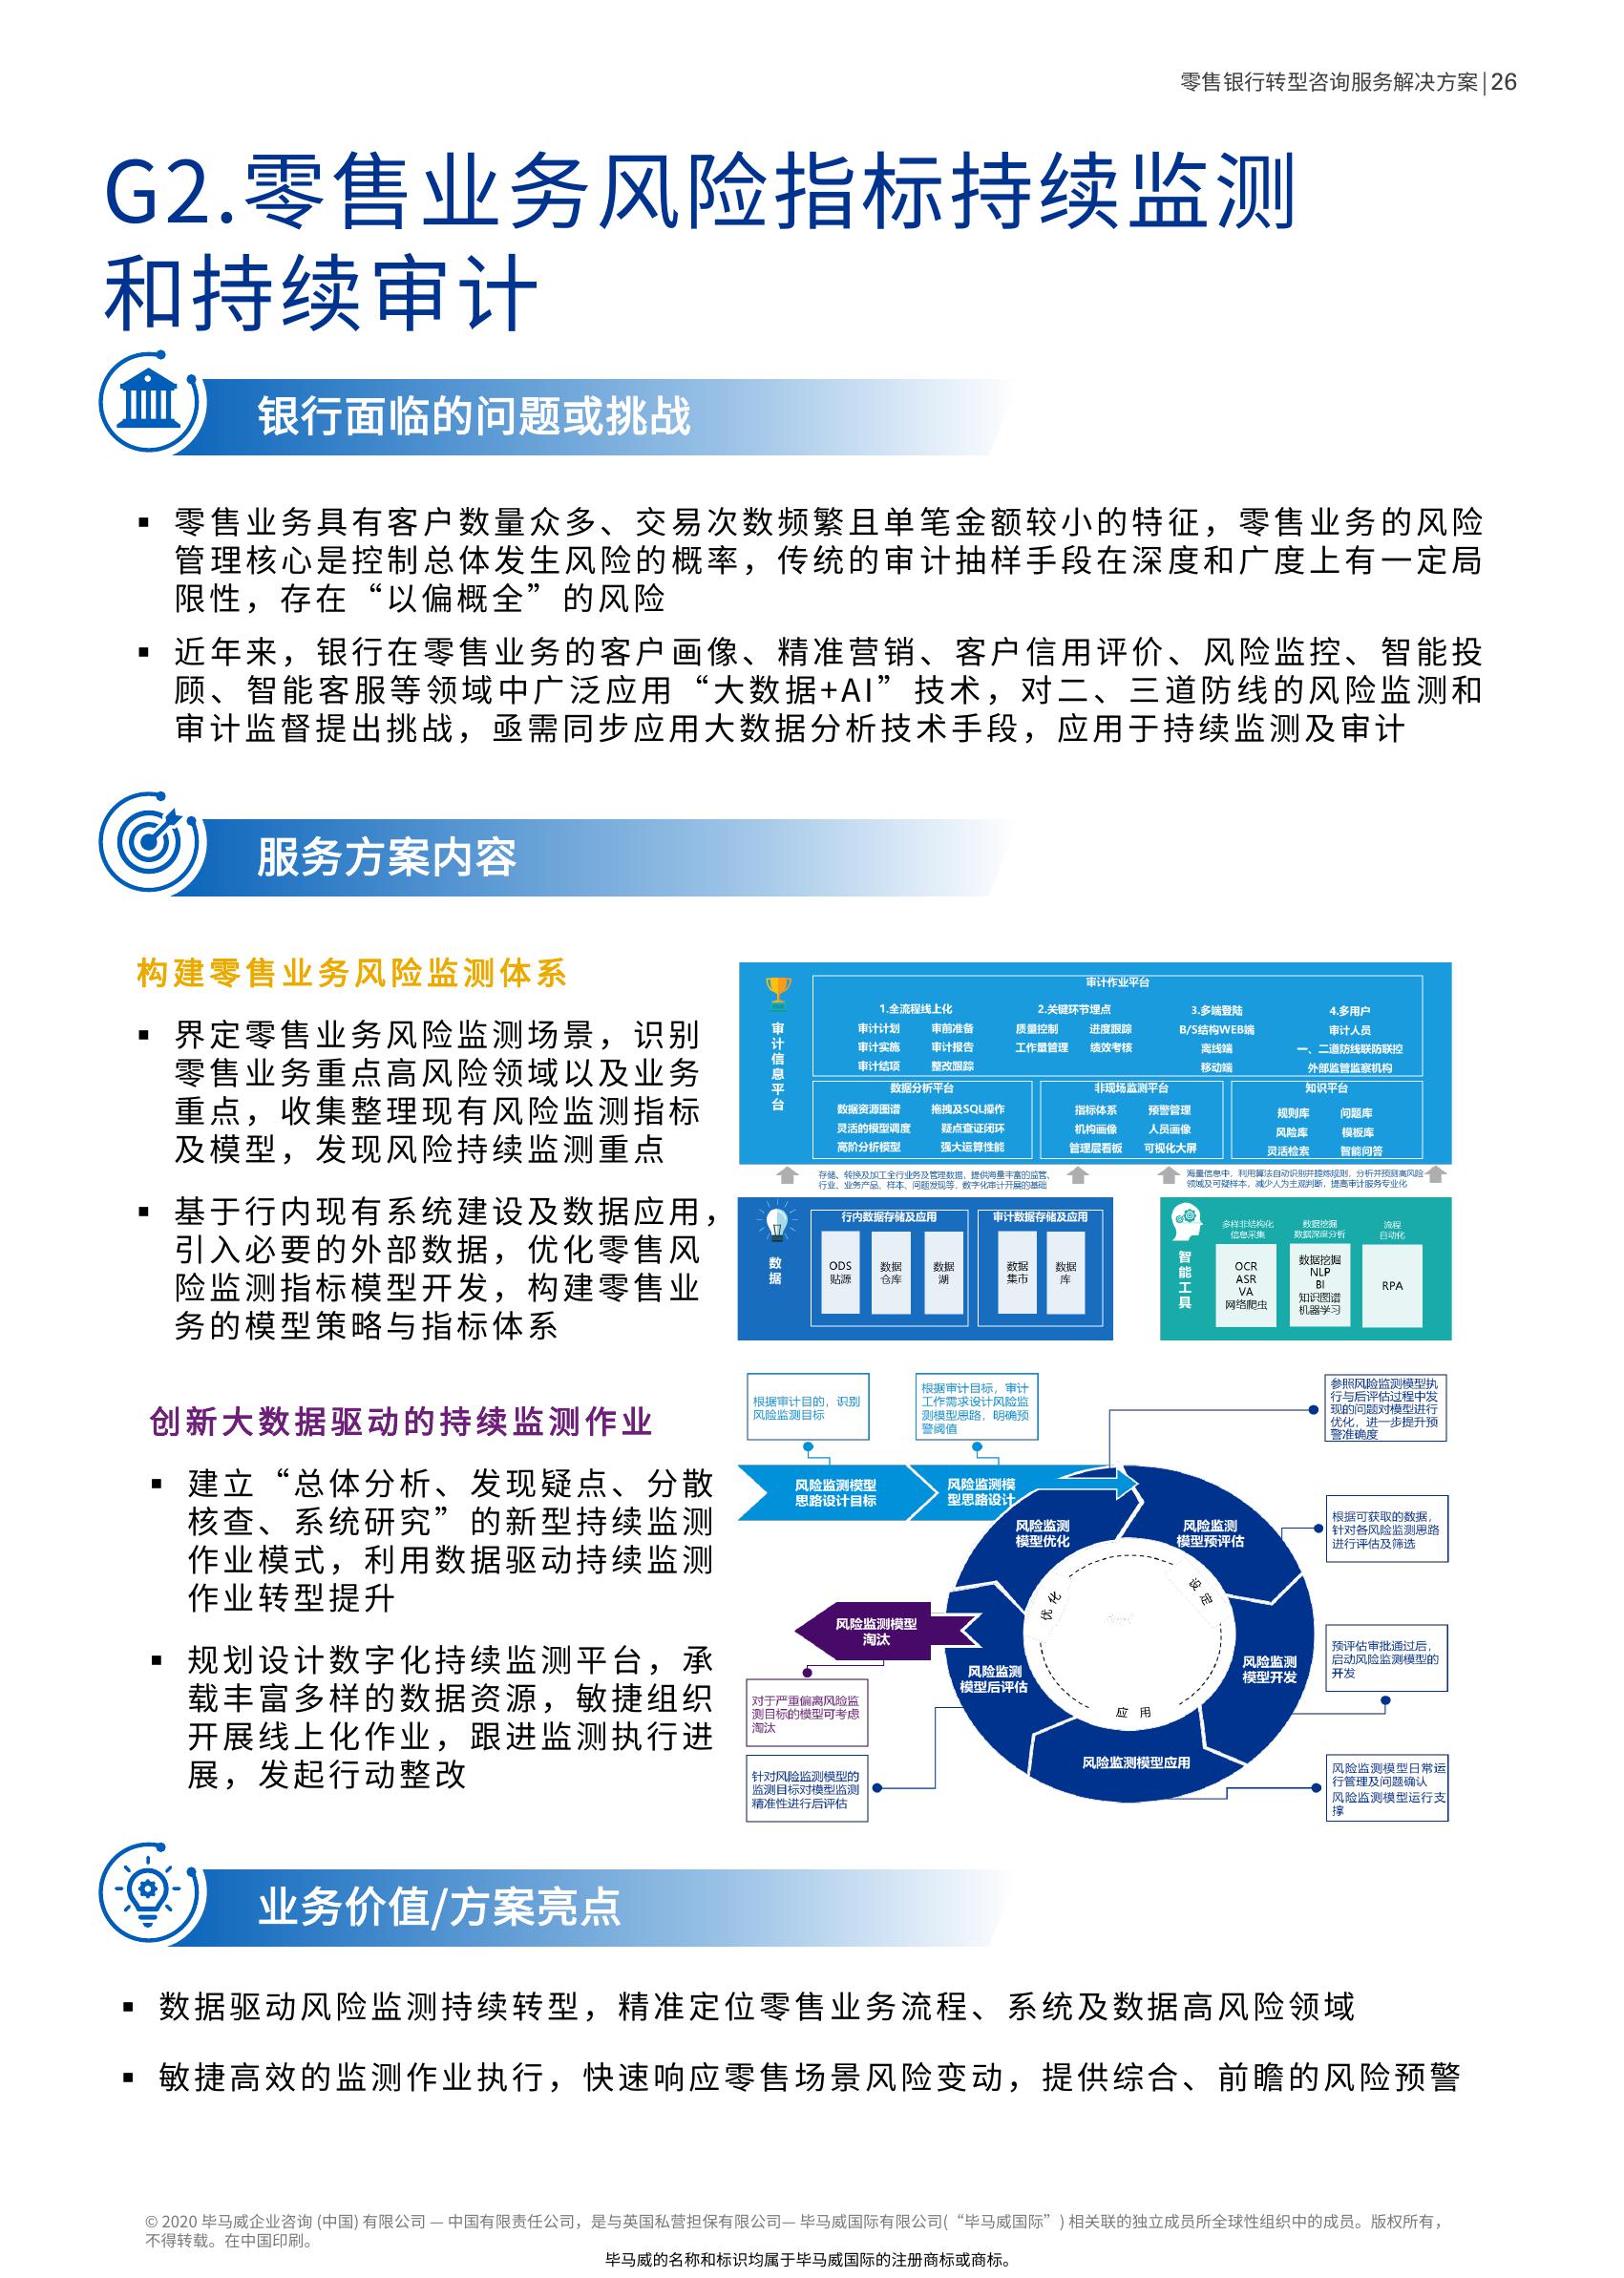 零售银行转型咨询服务解决方案|26
G2.零售业务风险指标持续监测
和持续审计
银行面临的问题或挑战
▪ 零售业务具有客户数量众多、交易次数频繁且单笔金额较小的特征，零售业务的风险
管理核心是控制总体发生风险的概率，传统的审计抽样手段在深度和广度上有一定局
限性，存在“以偏概全”的风险
▪ 近年来，银行在零售业务的客户画像、精准营销、客户信用评价、风险监控、智能投
顾、智能客服等领域中广泛应用“大数据+AI”技术，对二、三道防线的风险监测和
审计监督提出挑战，亟需同步应用大数据分析技术手段，应用于持续监测及审计
服务方案内容
构建零售业务风险监测体系
▪ 界定零售业务风险监测场景，识别
零售业务重点高风险领域以及业务
重点，收集整理现有风险监测指标
及模型，发现风险持续监测重点
▪ 基于行内现有系统建设及数据应用，
引入必要的外部数据，优化零售风
险监测指标模型开发，构建零售业
务的模型策略与指标体系
创新大数据驱动的持续监测作业
▪ 建立“总体分析、发现疑点、分散
核查、系统研究”的新型持续监测
作业模式，利用数据驱动持续监测
作业转型提升
▪ 规划设计数字化持续监测平台，承
载丰富多样的数据资源，敏捷组织
开展线上化作业，跟进监测执行进
展，发起行动整改
审计信息平台
审计作业平台
1.全流程线上化
审计计划 审前准备
审计实施 审计报告
审计结项 整改跟踪
2.关键环节埋点
质量控制 进度跟踪
工作量管理 绩效考核
3.多端登陆
B/S结构WEB端
离线端
移动端
4.多用户
审计人员
一、二道防线联防联控
外部监管监察机构
数据分析平台
数据资源图谱 拖拽及SQL操作
灵活的模型调度 疑点查证闭环
高阶分析模型 强大运算性能
非现场监测平台
指标体系 预警管理
机构画像 人员画像
管理层看板 可视化大屏
知识平台
规则库 问题库
风险库 模板库
灵活检索 智能问答
存储、转换及加工全行业务及管理数据，提供海量丰富的监管、
行业、业务产品、样本、问题发现等，数字化审计开展的基础
海量信息中，利用算法自动识别并提炼规则，分析并预测高风险
领域及可疑样本，减少人为主观判断，提高审计服务专业化
数据
行内数据存储及应用
ODS
贴源
数据
仓库
数据
湖
审计数据存储及应用
数据
集市
数据
库
智能工具
多样非结构化
信息采集
OCR
ASR
VA
网络爬虫
数据挖掘
数据深度分析
数据挖掘
NLP
BI
知识图谱
机器学习
流程
自动化
RPA
根据审计目的，识别
风险监测目标
根据审计目标，审计
工作需求设计风险监
测模型思路，明确预
警阈值
参照风险监测模型执
行与后评估过程中发
现的问题对模型进行
优化，进一步提升预
警准确度
风险监测模型
思路设计目标
风险监测模
型思路设计
风险监测
模型优化
风险监测
模型预评估
根据可获取的数据，
针对各风险监测思路
进行评估及筛选
优化
设定
风险监测模型
淘汰
风险监测
模型后评估
风险监测
模型开发
预评估审批通过后，
启动风险监测模型的
开发
对于严重偏离风险监
测目标的模型可考虑
淘汰
应用
风险监测模型应用
针对风险监测模型的
监测目标对模型监测
精准性进行后评估
风险监测模型日常运
行管理及问题确认
风险监测模型运行支
撑
业务价值/方案亮点
▪ 数据驱动风险监测持续转型，精准定位零售业务流程、系统及数据高风险领域
▪ 敏捷高效的监测作业执行，快速响应零售场景风险变动，提供综合、前瞻的风险预警
© 2020 毕马威企业咨询 (中国) 有限公司 — 中国有限责任公司，是与英国私营担保有限公司— 毕马威国际有限公司(“毕马威国际”) 相关联的独立成员所全球性组织中的成员。版权所有，
不得转载。在中国印刷。
毕马威的名称和标识均属于毕马威国际的注册商标或商标。